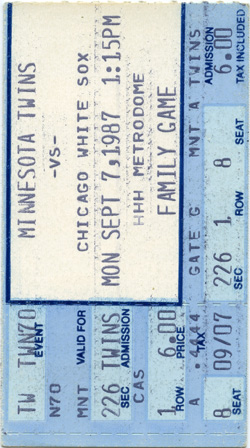 TW TWN70
EVENT
MINNESOTA TWINS
N70
-VS-
MNT VALID FOR
CHICAGO WHITE SOX
226 TWINS
SEC ADMISSION
MON SEPT 7,1987 1:15PM
CAS
HHH METRODOME
1 6.00
ROW PRICE
FAMILY GAME
A .4444 GATE G MNT A TWINS
TAX ADMISSION
8 09/07 226 1 8 6.00
SEC ROW SEAT TAX INCLUDED